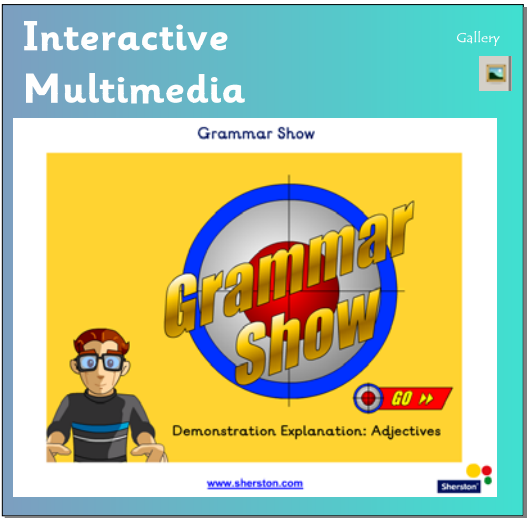 Interactive
Multimedia
Gallery
Grammar Show
Grammar
Show
GO
Demonstration Explanation: Adjectives
www.sherston.com
Sherston